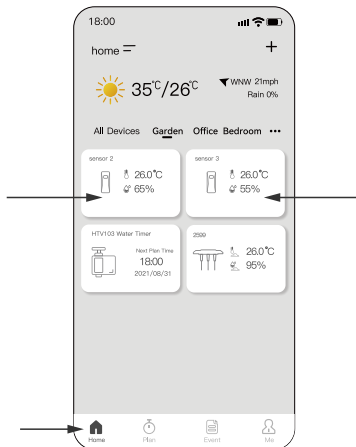 18:00
home
35°C/26°C
WNW 21mph
Rain 0%
All Devices Garden Office Bedroom •••
sensor 2
26.0°C
65%
sensor 3
26.0°C
55%
HTV103 Water Timer
Next Plan Time
18:00
2021/08/31
2599
26.0°C
95%
Home
Plan
Event
Me